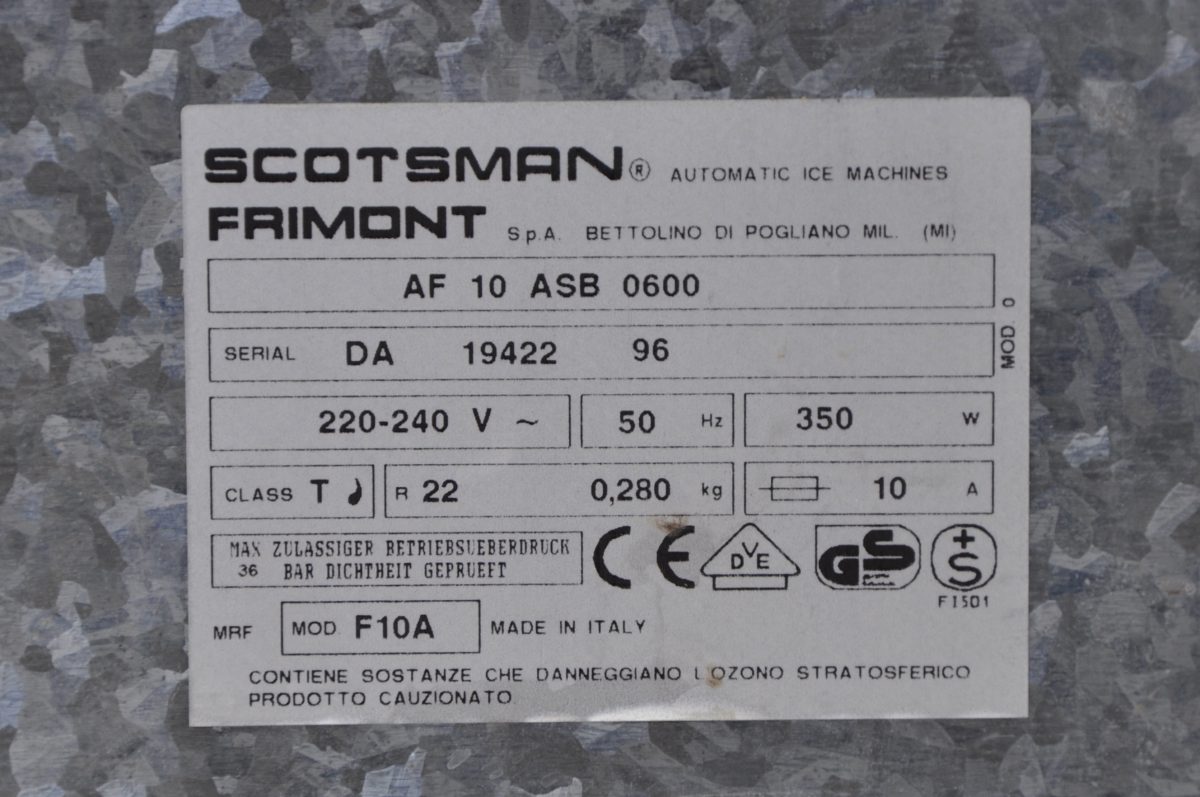 SCOTSMAN® AUTOMATIC ICE MACHINES
FRIMONT S.p.A. BETTOLINO DI POGLIANO MIL. (MI)
AF 10 ASB 0600
MOD. 0
SERIAL DA 19422 96
220-240 V ~ 50 Hz 350 W
CLASS T R 22 0,280 kg 10 A
MAX ZULASSIGER BETRIEBSUEBERDRUCK
36 BAR DICHTHEIT GEPRUEFT
CE DVE GS +S
F1501
MRF MOD. F10A MADE IN ITALY
CONTIENE SOSTANZE CHE DANNEGGIANO L'OZONO STRATOSFERICO
PRODOTTO CAUZIONATO.